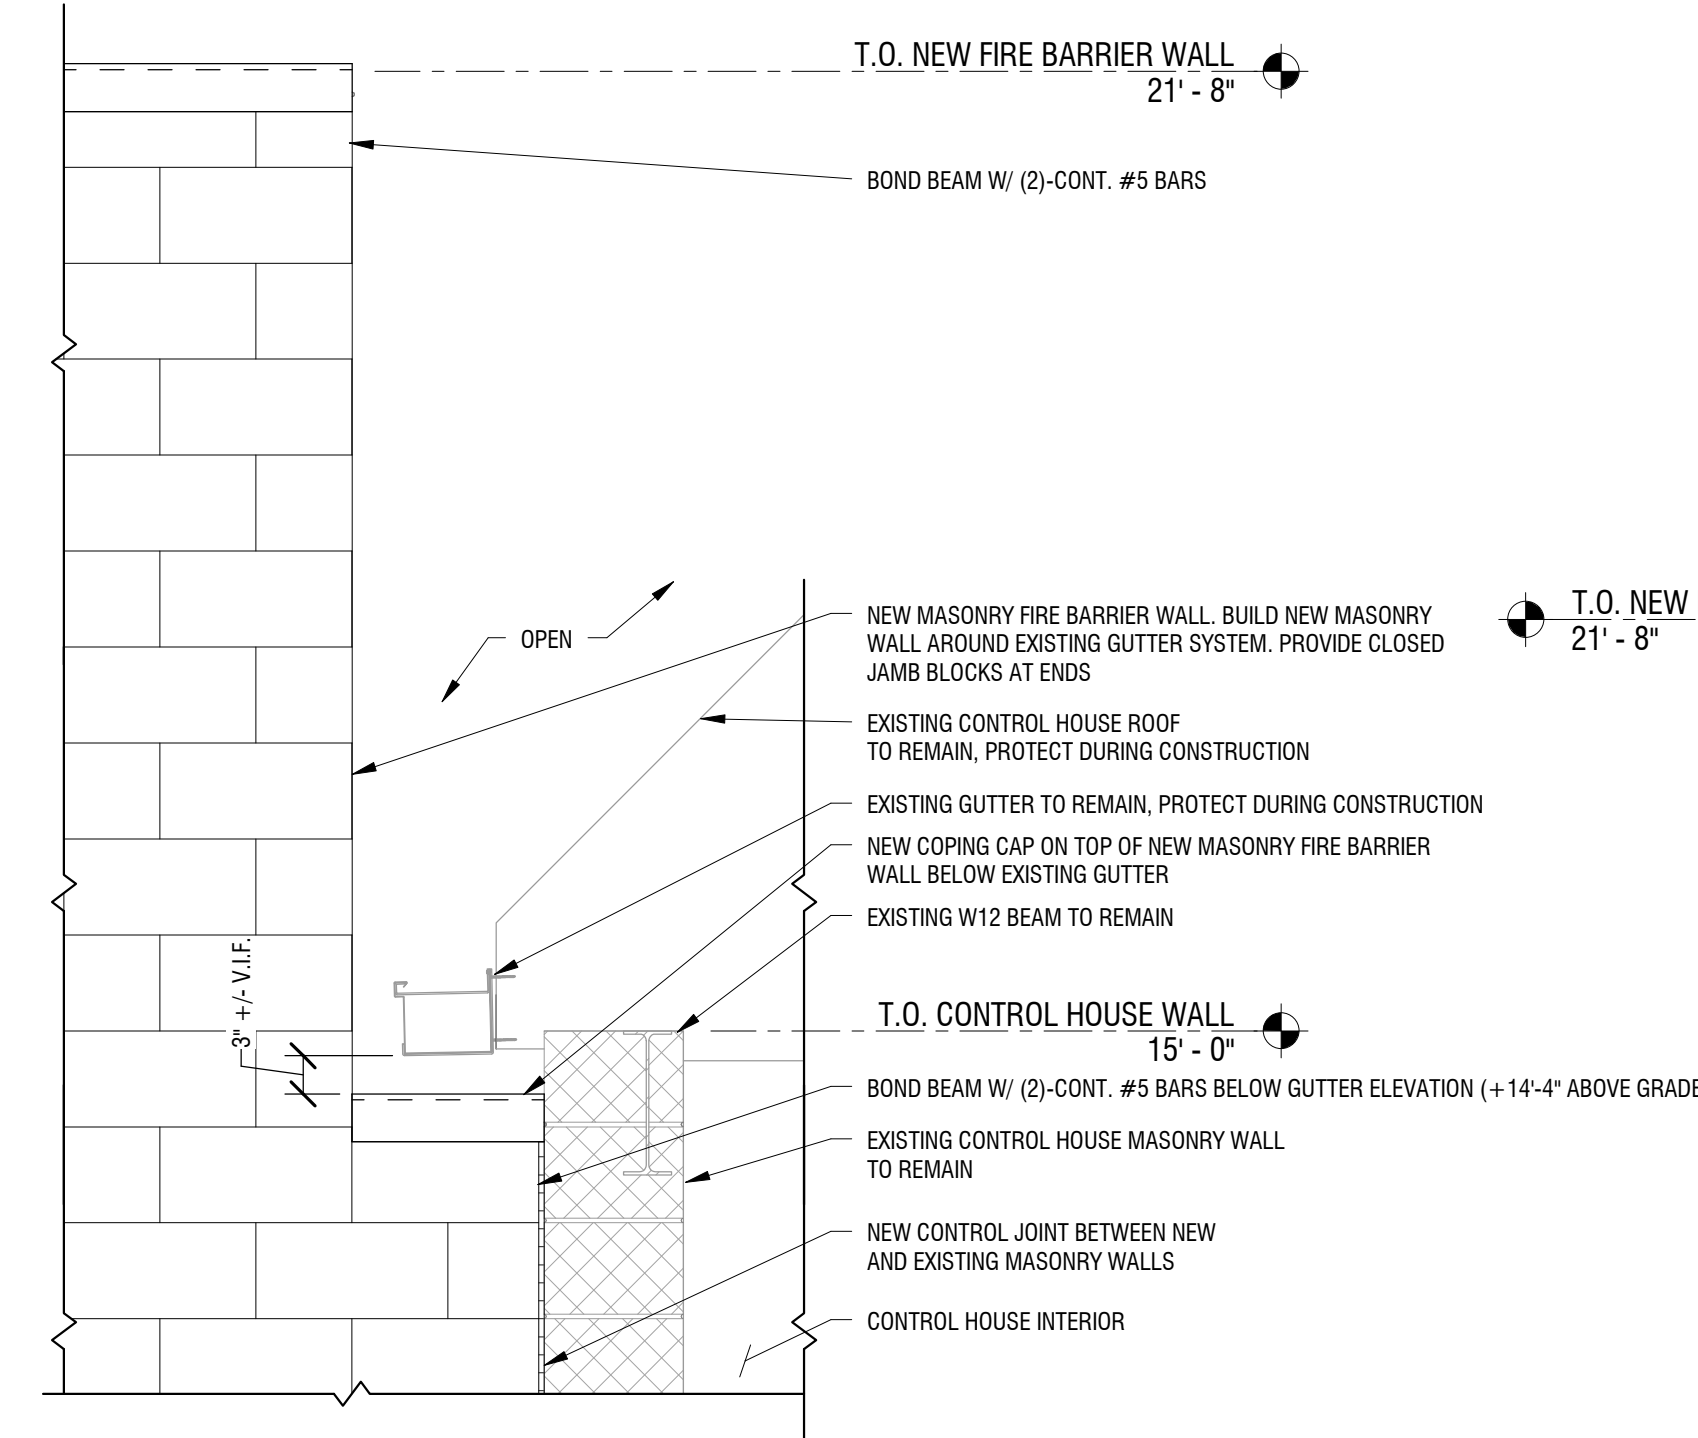 T.O. NEW FIRE BARRIER WALL
21' - 8"
BOND BEAM W/ (2)-CONT. #5 BARS
OPEN
NEW MASONRY FIRE BARRIER WALL. BUILD NEW MASONRY
WALL AROUND EXISTING GUTTER SYSTEM. PROVIDE CLOSED
JAMB BLOCKS AT ENDS
T.O. NEW
21' - 8"
EXISTING CONTROL HOUSE ROOF
TO REMAIN, PROTECT DURING CONSTRUCTION
EXISTING GUTTER TO REMAIN, PROTECT DURING CONSTRUCTION
NEW COPING CAP ON TOP OF NEW MASONRY FIRE BARRIER
WALL BELOW EXISTING GUTTER
EXISTING W12 BEAM TO REMAIN
3" +/- V.I.F.
T.O. CONTROL HOUSE WALL
15' - 0"
BOND BEAM W/ (2)-CONT. #5 BARS BELOW GUTTER ELEVATION (+14'-4" ABOVE GRADE
EXISTING CONTROL HOUSE MASONRY WALL
TO REMAIN
NEW CONTROL JOINT BETWEEN NEW
AND EXISTING MASONRY WALLS
CONTROL HOUSE INTERIOR